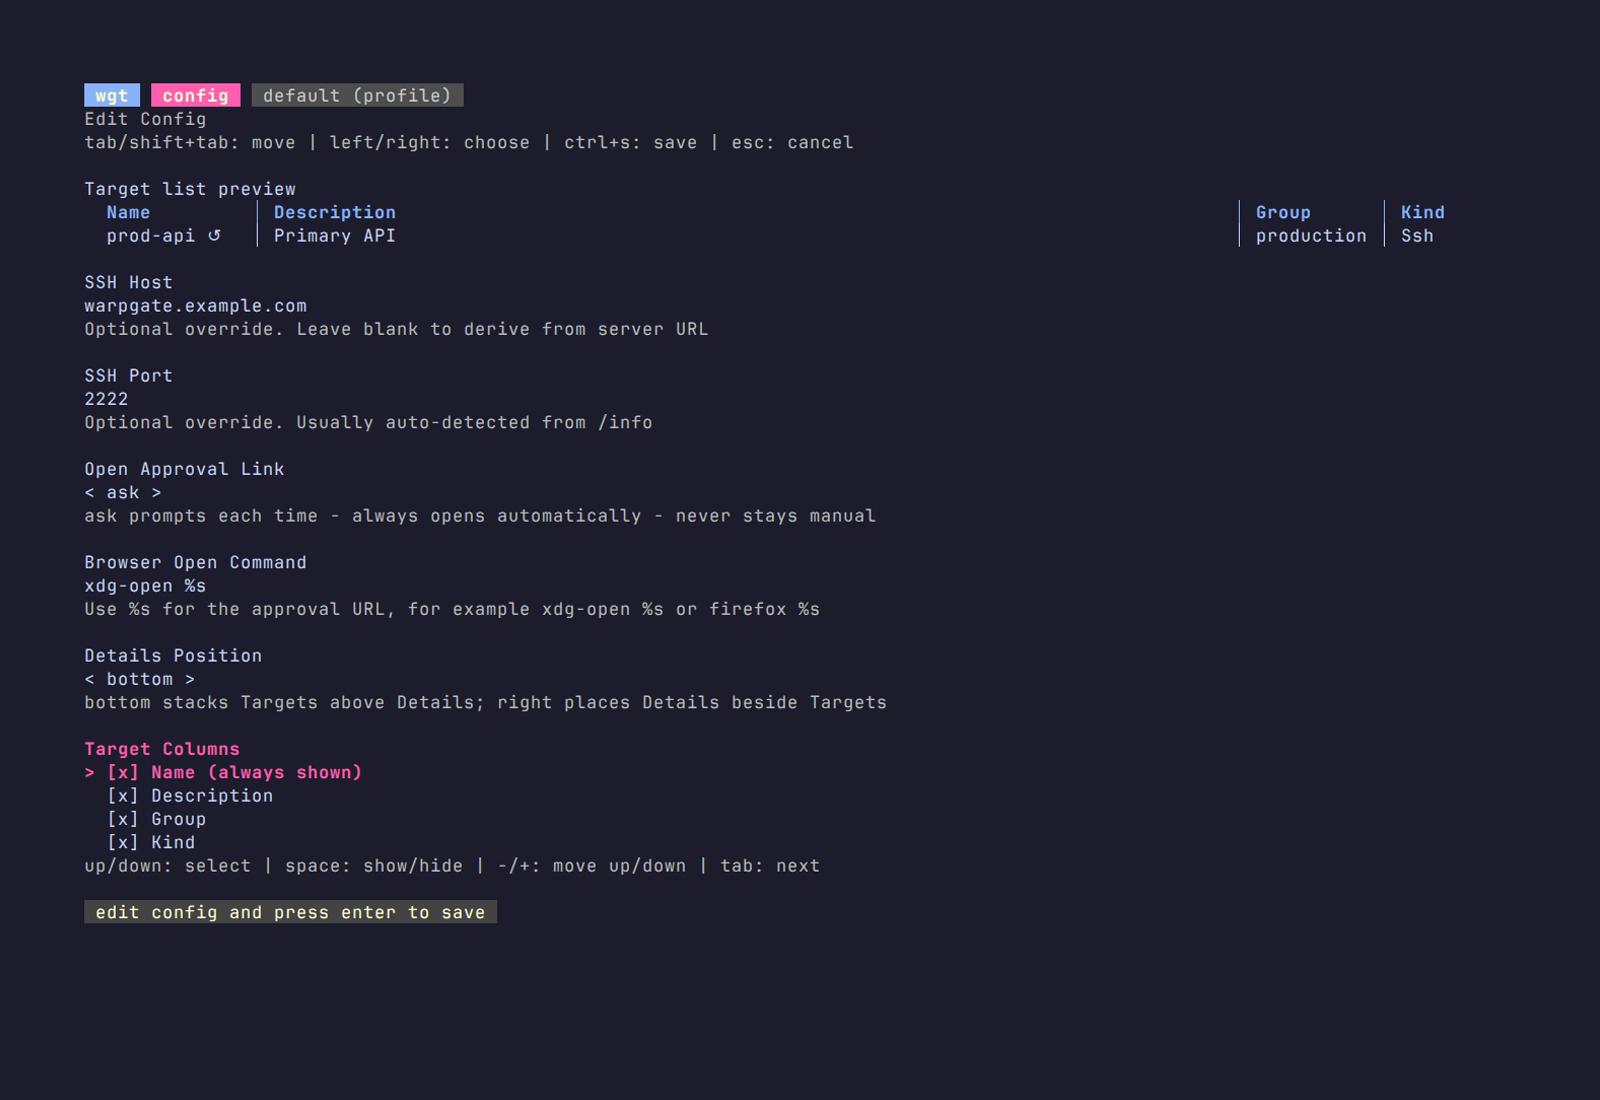 wgt config default (profile)
Edit Config
tab/shift+tab: move | left/right: choose | ctrl+s: save | esc: cancel
Target list preview
Name │ Description │ Group │ Kind
prod-api ↺ │ Primary API │ production │ Ssh
SSH Host
warpgate.example.com
Optional override. Leave blank to derive from server URL
SSH Port
2222
Optional override. Usually auto-detected from /info
Open Approval Link
< ask >
ask prompts each time - always opens automatically - never stays manual
Browser Open Command
xdg-open %s
Use %s for the approval URL, for example xdg-open %s or firefox %s
Details Position
< bottom >
bottom stacks Targets above Details; right places Details beside Targets
Target Columns
> [x] Name (always shown)
[x] Description
[x] Group
[x] Kind
up/down: select | space: show/hide | -/+: move up/down | tab: next
edit config and press enter to save